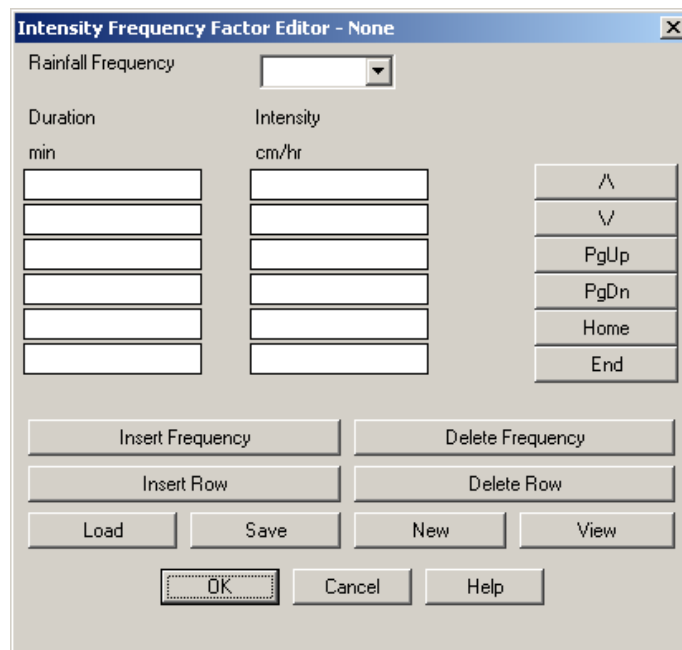 Intensity Frequency Factor Editor - None
Rainfall Frequency
Duration Intensity
min cm/hr
/\
\/
PgUp
PgDn
Home
End
Insert Frequency Delete Frequency
Insert Row Delete Row
Load Save New View
OK Cancel Help